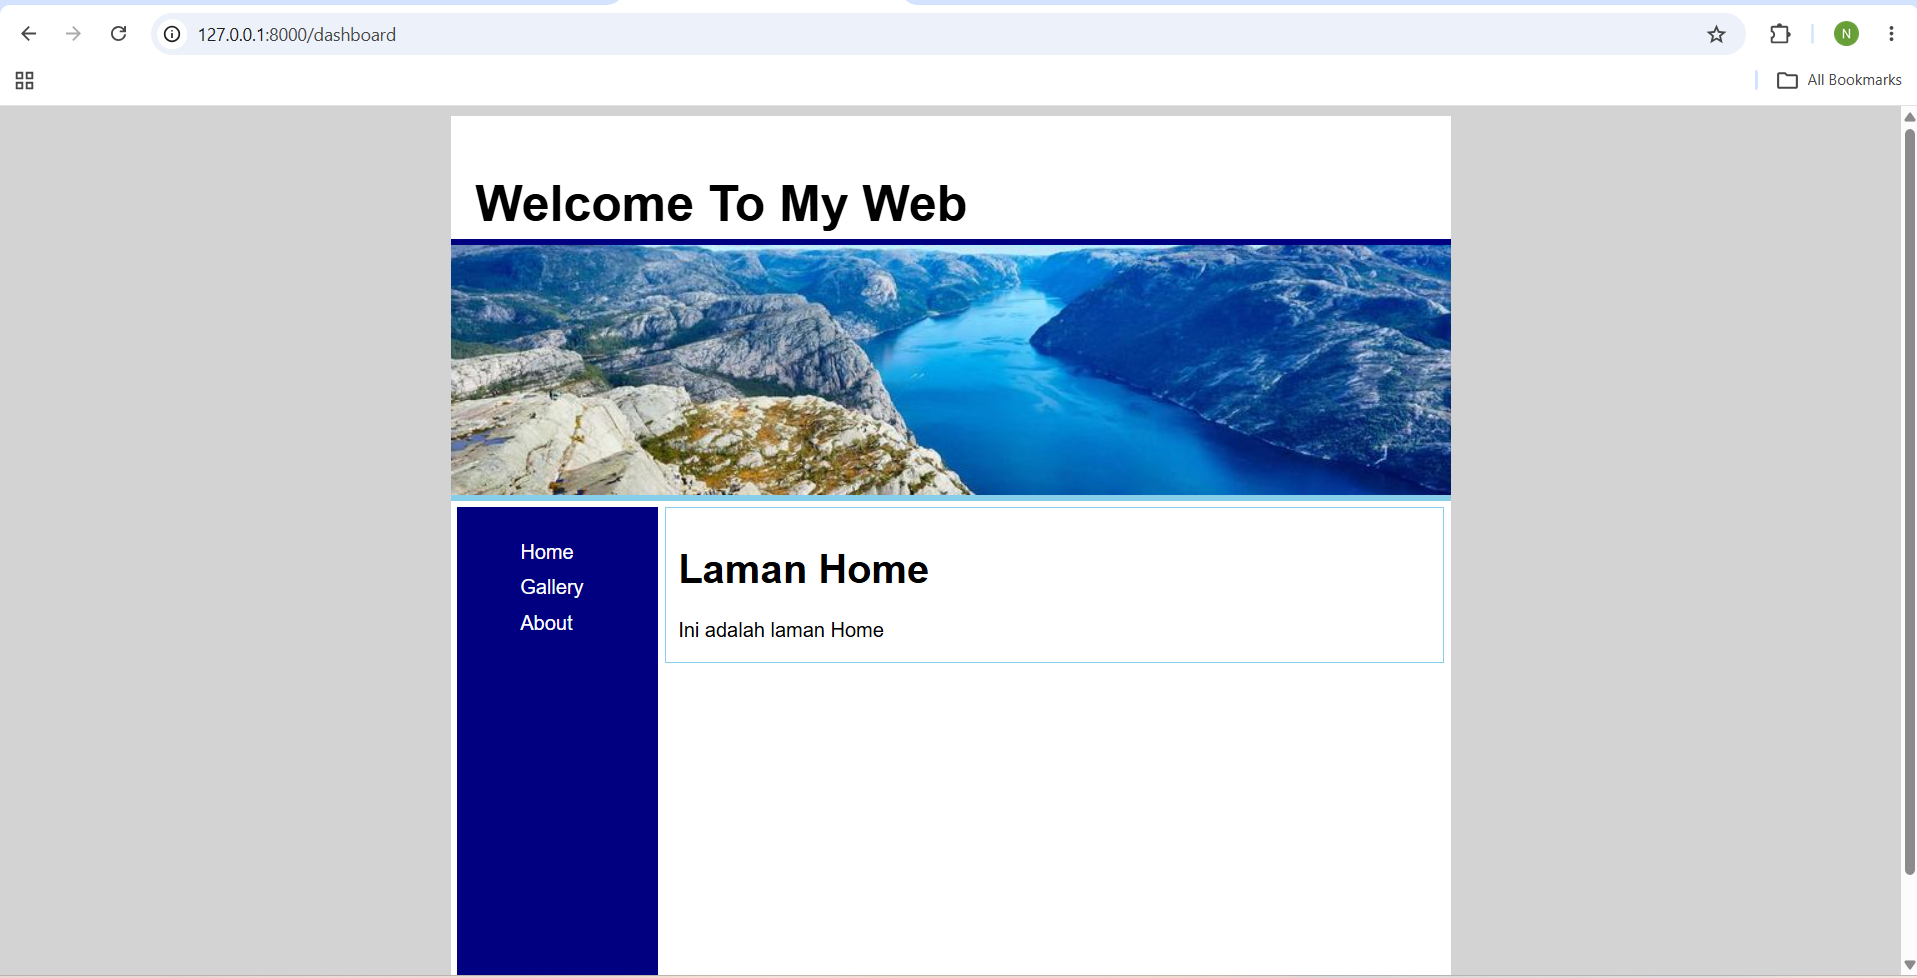 127.0.0.1:8000/dashboard
N
All Bookmarks
Welcome To My Web
Home
Gallery
About
Laman Home
Ini adalah laman Home